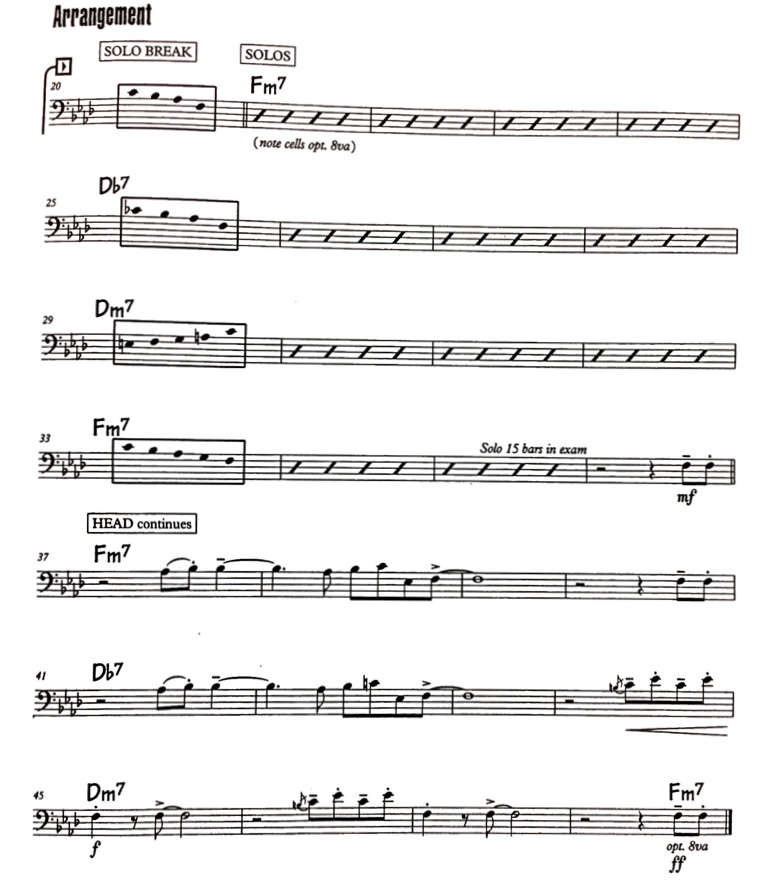 Arrangement
SOLO BREAK SOLOS
20 Fm7
(note cells opt. 8va)
Db7
25
Dm7
29
Fm7
33
Solo 15 bars in exam
mf
HEAD continues
37 Fm7
41 Db7
45 Dm7 Fm7
f opt. 8va
ff